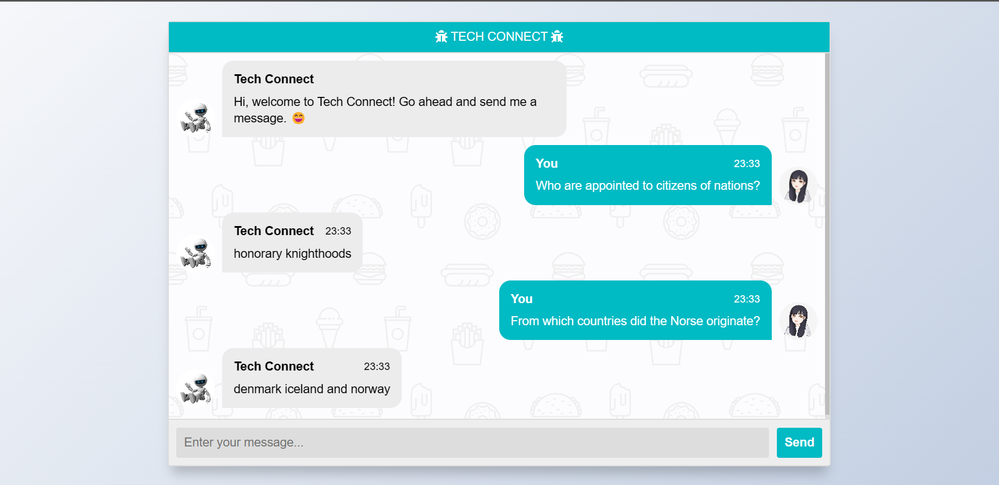 TECH CONNECT
Tech Connect
Hi, welcome to Tech Connect! Go ahead and send me a
message. 😄
You 23:33
Who are appointed to citizens of nations?
Tech Connect 23:33
honorary knighthoods
You 23:33
From which countries did the Norse originate?
Tech Connect 23:33
denmark iceland and norway
Enter your message...
Send